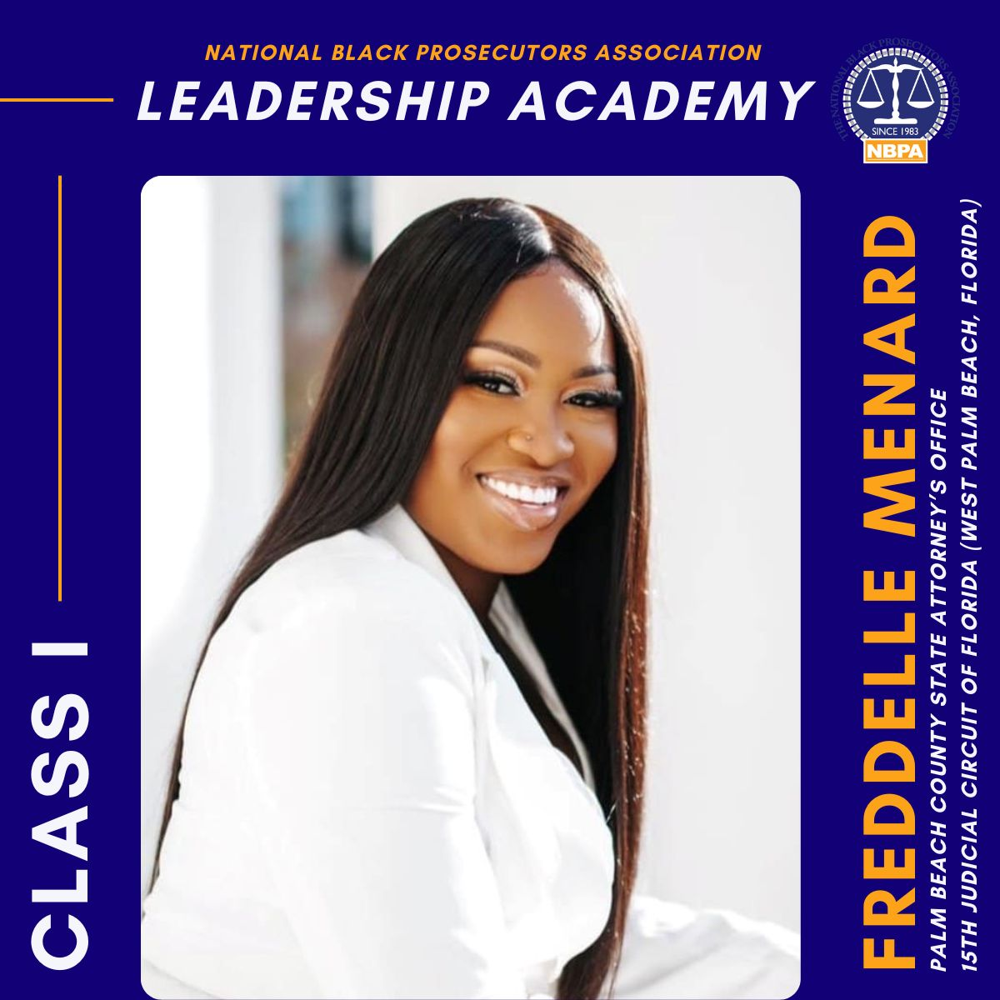 NATIONAL BLACK PROSECUTORS ASSOCIATION
LEADERSHIP ACADEMY
THE NATIONAL BLACK PROSECUTORS ASSOCIATION
SINCE 1983
NBPA
CLASS I
FREDDELLE MENARD
PALM BEACH COUNTY STATE ATTORNEY'S OFFICE
15TH JUDICIAL CIRCUIT OF FLORIDA (WEST PALM BEACH, FLORIDA)